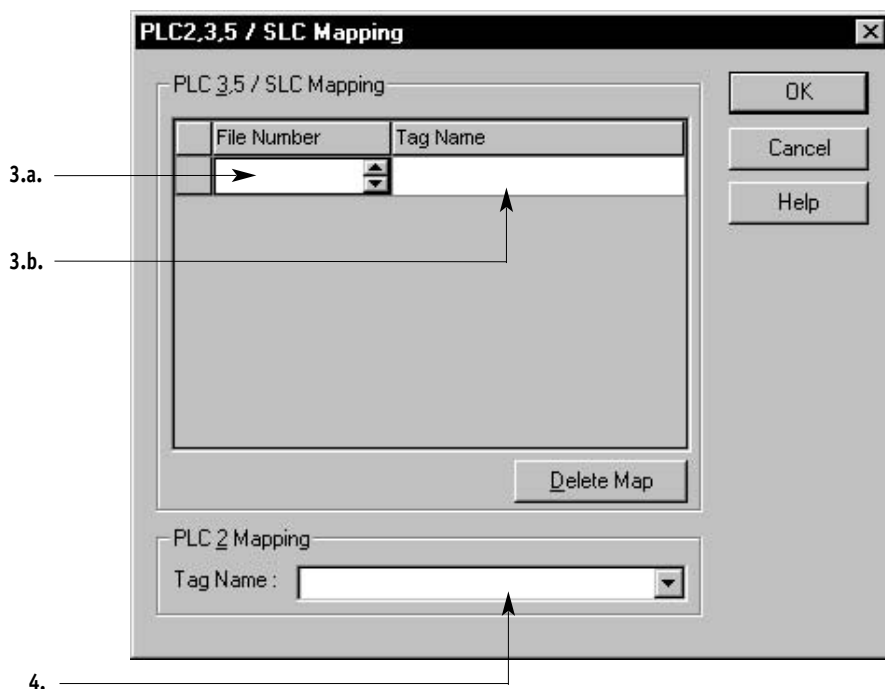 PLC2,3,5 / SLC Mapping
PLC 3,5 / SLC Mapping
File Number Tag Name
3.a.
3.b.
OK
Cancel
Help
Delete Map
PLC 2 Mapping
Tag Name :
4.